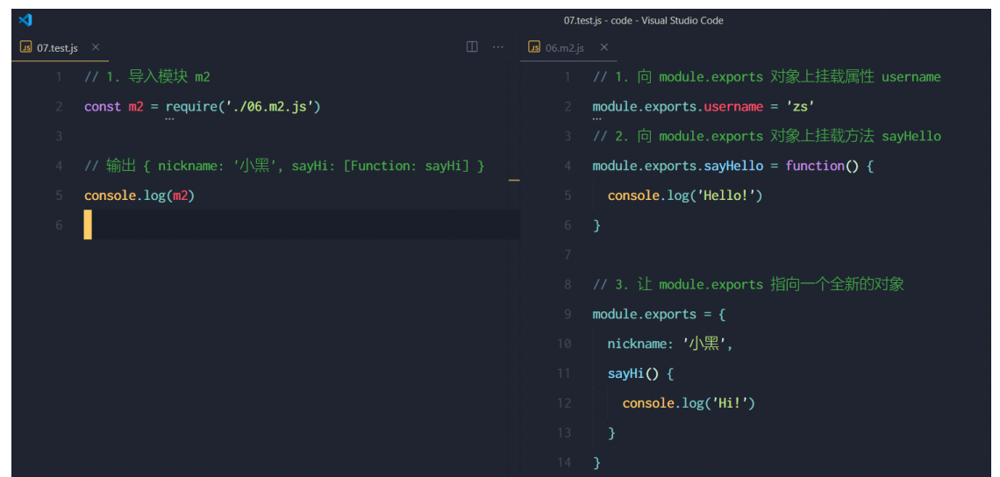 07.test.js - code - Visual Studio Code
JS 07.test.js ×
1 // 1. 导入模块 m2
2 const m2 = require('./06.m2.js')
3
4 // 输出 { nickname: '小黑', sayHi: [Function: sayHi] }
5 console.log(m2)
6
JS 06.m2.js ×
1 // 1. 向 module.exports 对象上挂载属性 username
2 module.exports.username = 'zs'
3 // 2. 向 module.exports 对象上挂载方法 sayHello
4 module.exports.sayHello = function() {
5 console.log('Hello!')
6 }
7
8 // 3. 让 module.exports 指向一个全新的对象
9 module.exports = {
10 nickname: '小黑',
11 sayHi() {
12 console.log('Hi!')
13 }
14 }